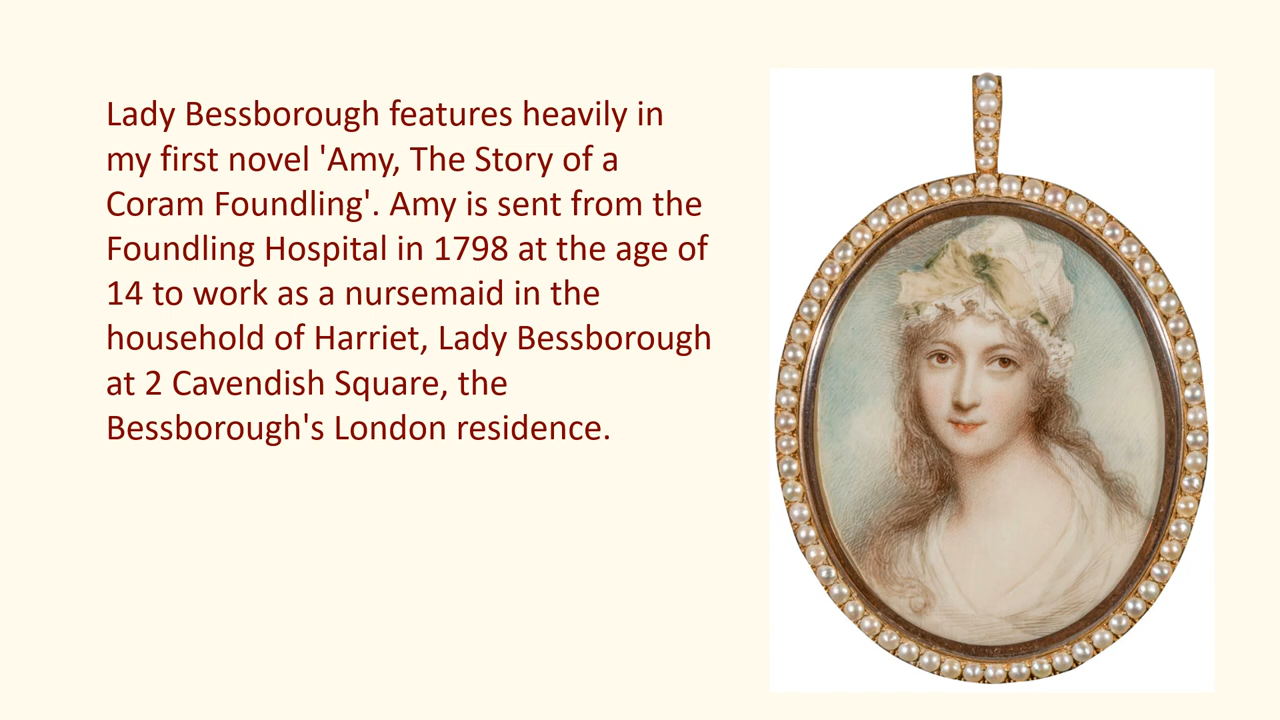 Lady Bessborough features heavily in
my first novel 'Amy, The Story of a
Coram Foundling'. Amy is sent from the
Foundling Hospital in 1798 at the age of
14 to work as a nursemaid in the
household of Harriet, Lady Bessborough
at 2 Cavendish Square, the
Bessborough's London residence.